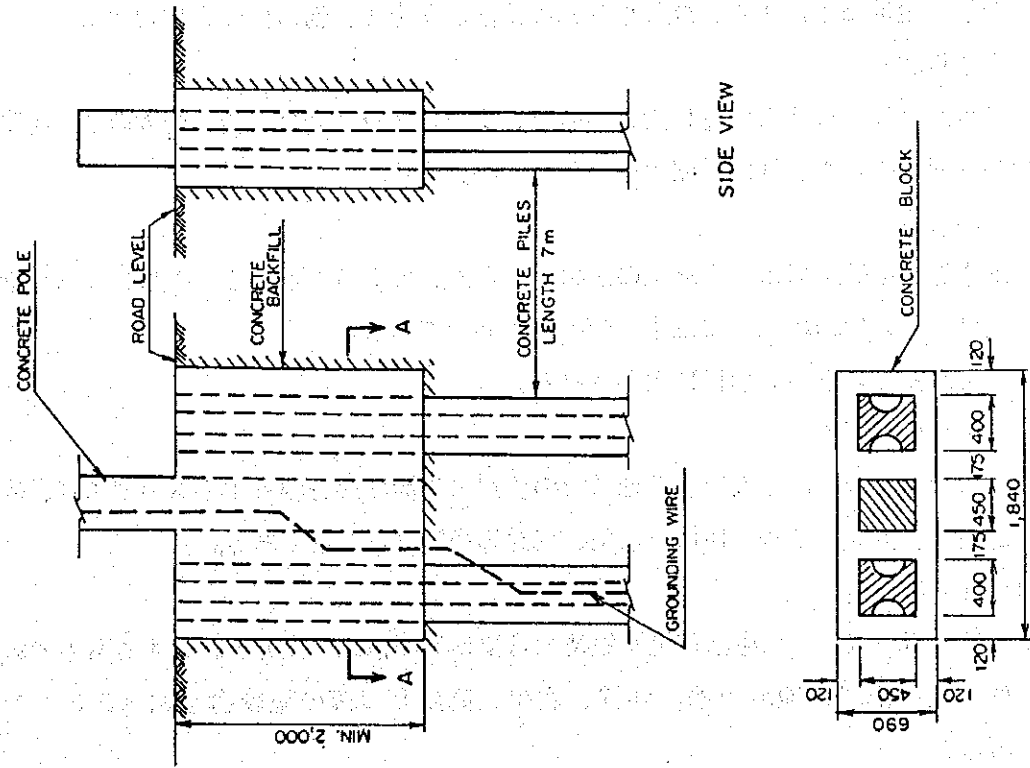 CONCRETE POLE
ROAD LEVEL
CONCRETE
BACKFILL
A
A
MIN. 2,000
CONCRETE PILES
LENGTH 7m
GROUNDING WIRE
SIDE VIEW
CONCRETE BLOCK
120
450
120
690
120
400
175
450
175
400
120
1,840